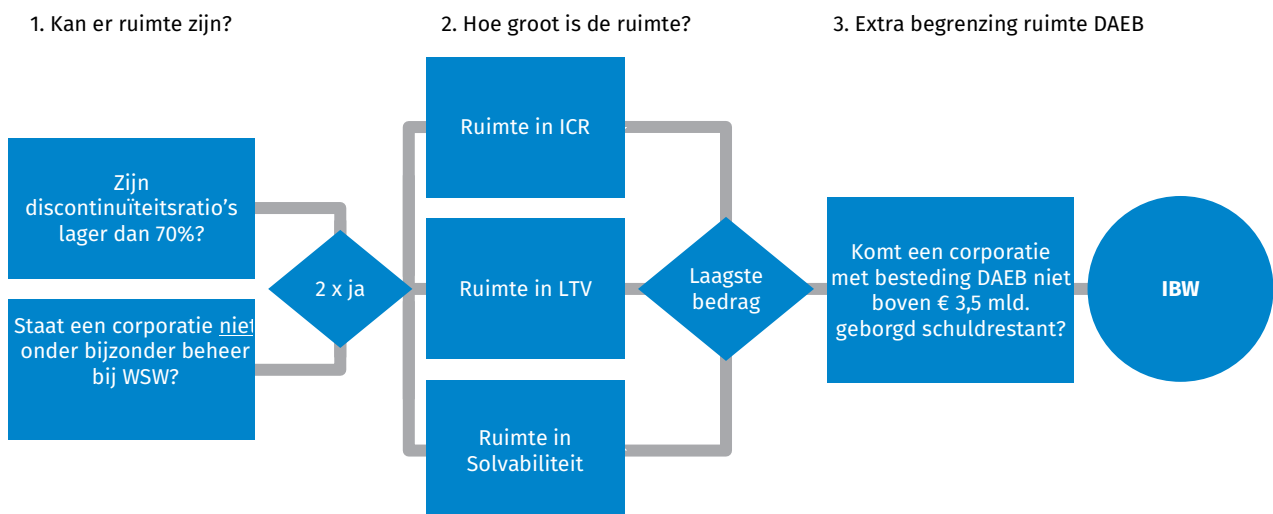 1. Kan er ruimte zijn?
2. Hoe groot is de ruimte?
3. Extra begrenzing ruimte DAEB
Zijn
discontinuïteitsratio's
lager dan 70%?
Staat een corporatie niet
onder bijzonder beheer
bij WSW?
2 x ja
Ruimte in ICR
Ruimte in LTV
Ruimte in
Solvabiliteit
Laagste
bedrag
Komt een corporatie
met besteding DAEB niet
boven € 3,5 mld.
geborgd schuldrestant?
IBW